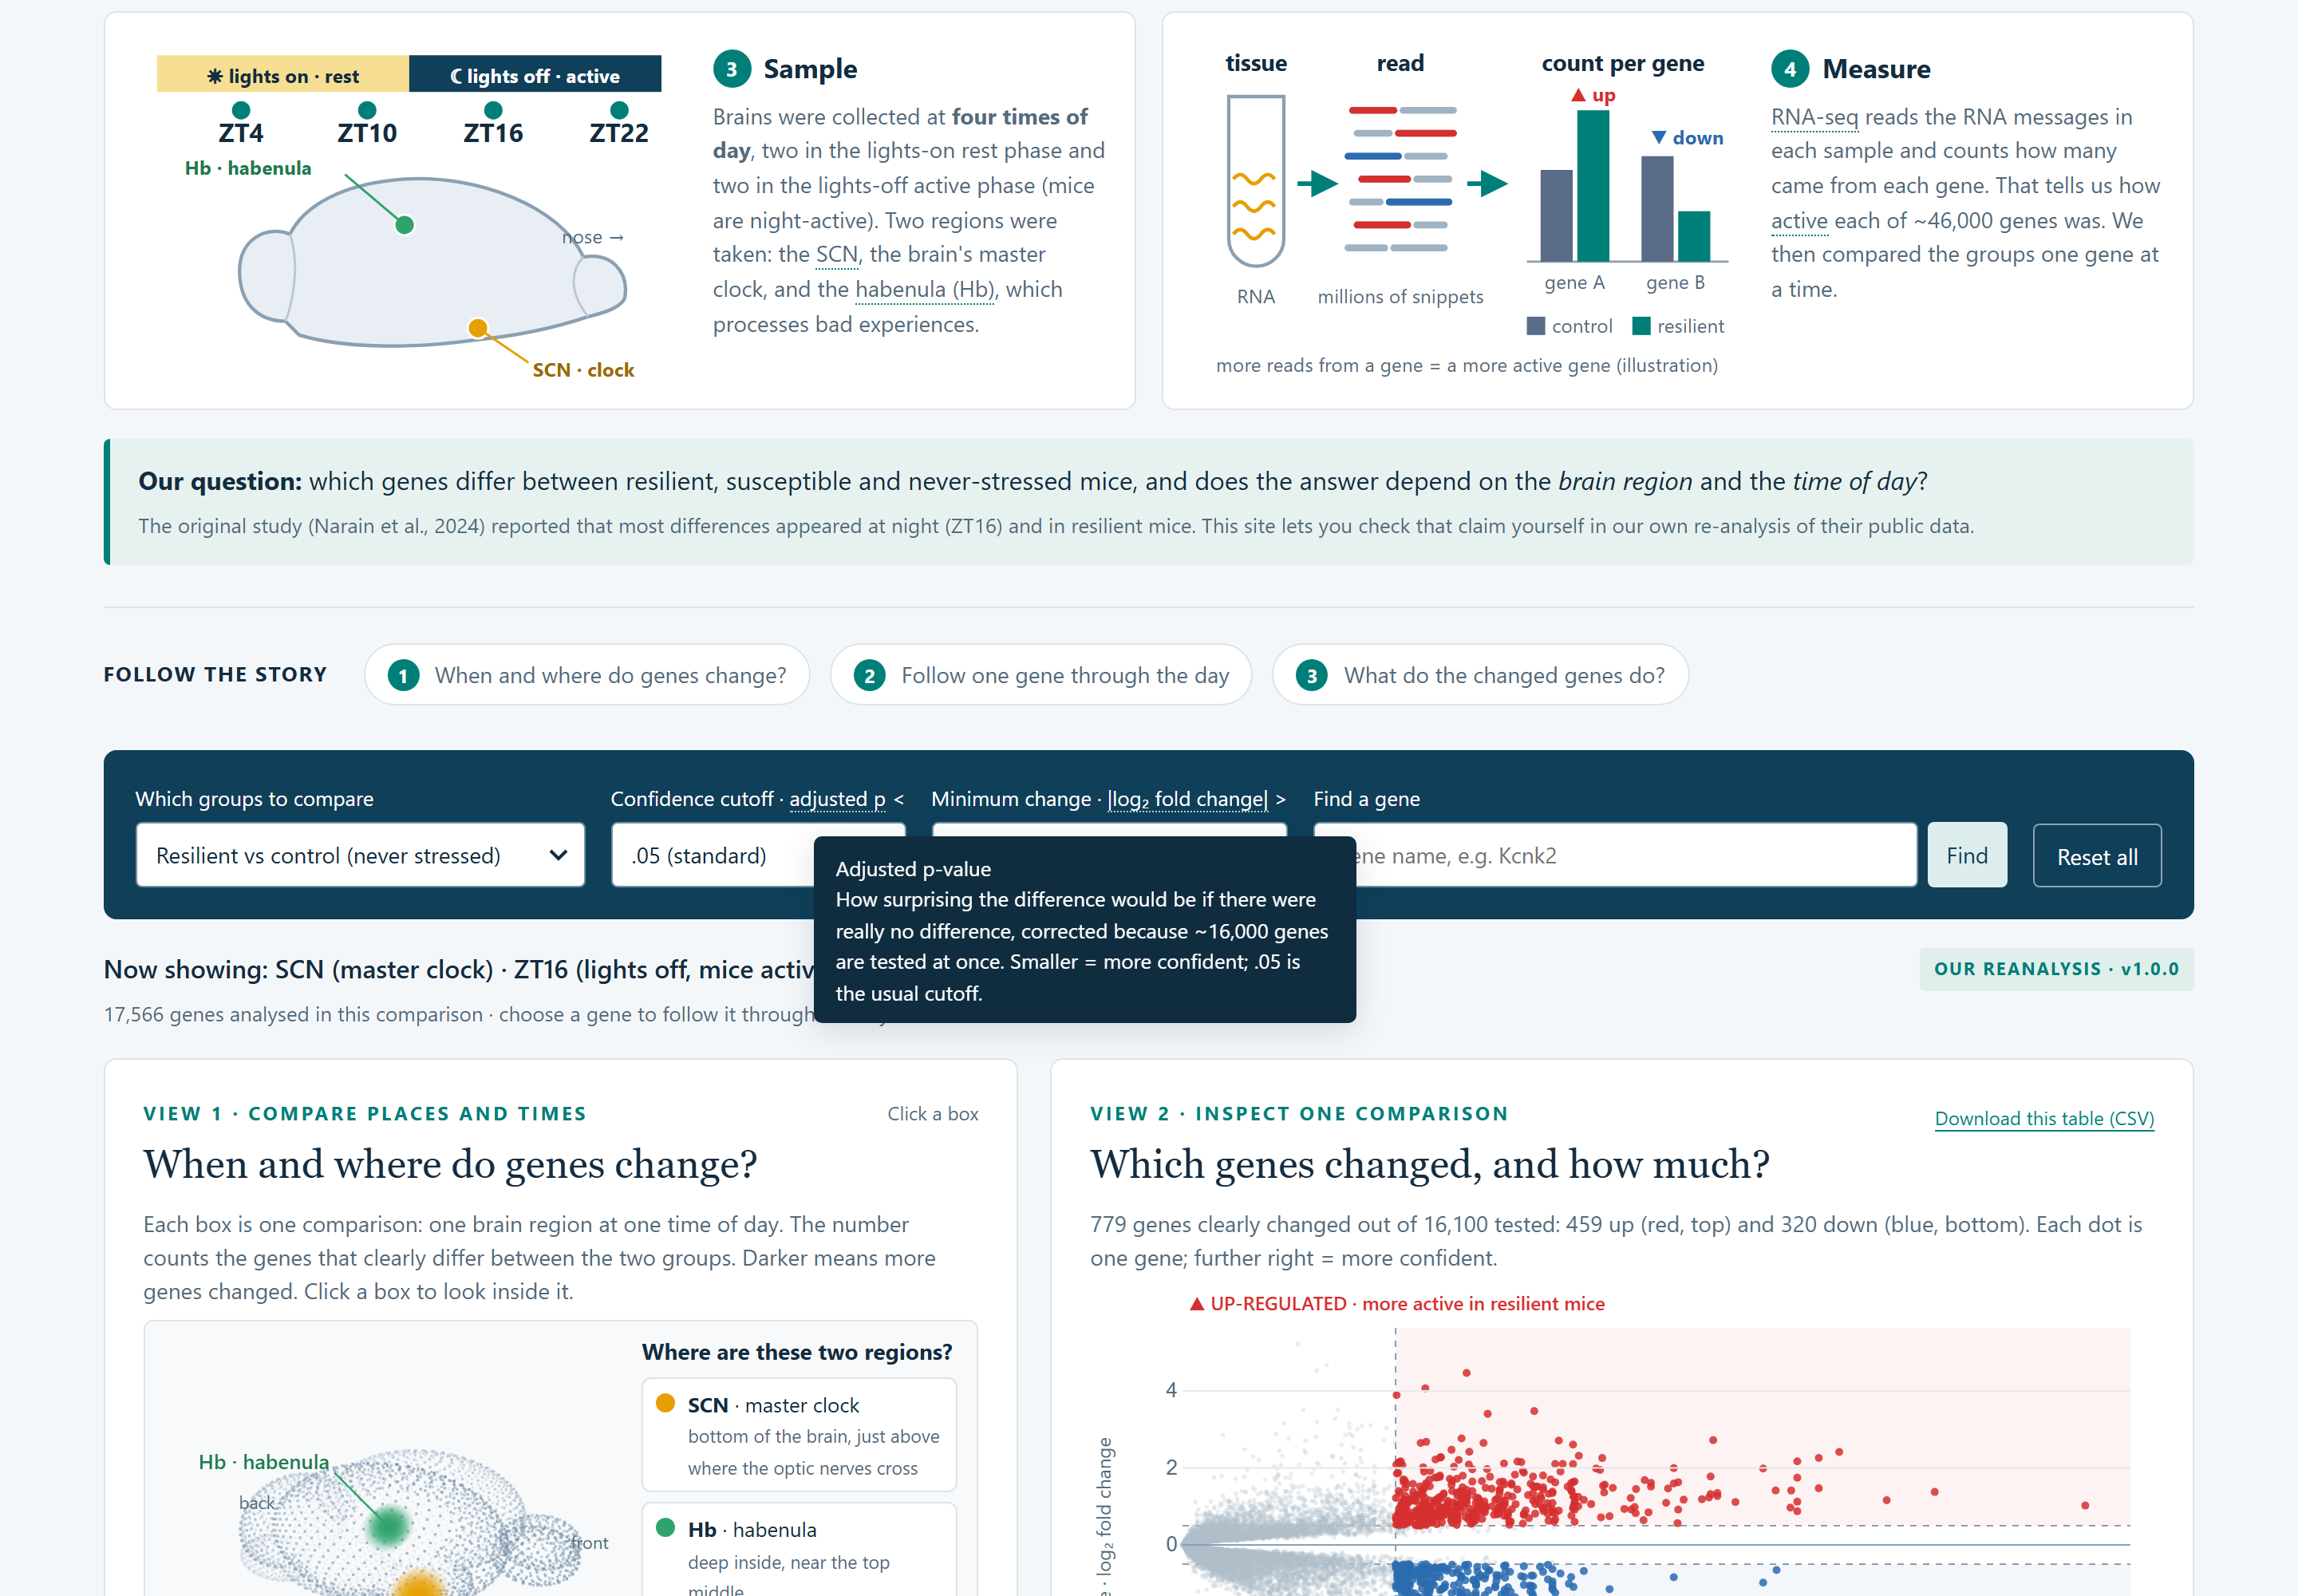 ☀ lights on · rest
☾ lights off · active
ZT4
ZT10
ZT16
ZT22
Hb · habenula
nose →
SCN · clock
3 Sample
Brains were collected at four times of
day, two in the lights-on rest phase and
two in the lights-off active phase (mice
are night-active). Two regions were
taken: the SCN, the brain's master
clock, and the habenula (Hb), which
processes bad experiences.
tissue
read
count per gene
▲ up
▼ down
gene A
gene B
RNA
millions of snippets
control
resilient
more reads from a gene = a more active gene (illustration)
4 Measure
RNA-seq reads the RNA messages in
each sample and counts how many
came from each gene. That tells us how
active each of ~46,000 genes was. We
then compared the groups one gene at
a time.
Our question: which genes differ between resilient, susceptible and never-stressed mice, and does the answer depend on the brain region and the time of day?
The original study (Narain et al., 2024) reported that most differences appeared at night (ZT16) and in resilient mice. This site lets you check that claim yourself in our own re-analysis of their public data.
FOLLOW THE STORY
1 When and where do genes change?
2 Follow one gene through the day
3 What do the changed genes do?
Which groups to compare
Confidence cutoff · adjusted p <
Minimum change · |log₂ fold change| >
Find a gene
Resilient vs control (never stressed)
.05 (standard)
ene name, e.g. Kcnk2
Find
Reset all
Adjusted p-value
How surprising the difference would be if there were
really no difference, corrected because ~16,000 genes
are tested at once. Smaller = more confident; .05 is
the usual cutoff.
Now showing: SCN (master clock) · ZT16 (lights off, mice activ
OUR REANALYSIS · v1.0.0
17,566 genes analysed in this comparison · choose a gene to follow it through
VIEW 1 · COMPARE PLACES AND TIMES
Click a box
When and where do genes change?
Each box is one comparison: one brain region at one time of day. The number
counts the genes that clearly differ between the two groups. Darker means more
genes changed. Click a box to look inside it.
Where are these two regions?
SCN · master clock
bottom of the brain, just above
where the optic nerves cross
Hb · habenula
deep inside, near the top
middle
Hb · habenula
back
front
VIEW 2 · INSPECT ONE COMPARISON
Download this table (CSV)
Which genes changed, and how much?
779 genes clearly changed out of 16,100 tested: 459 up (red, top) and 320 down (blue, bottom). Each dot is
one gene; further right = more confident.
▲ UP-REGULATED · more active in resilient mice
4
2
0
· log₂ fold change